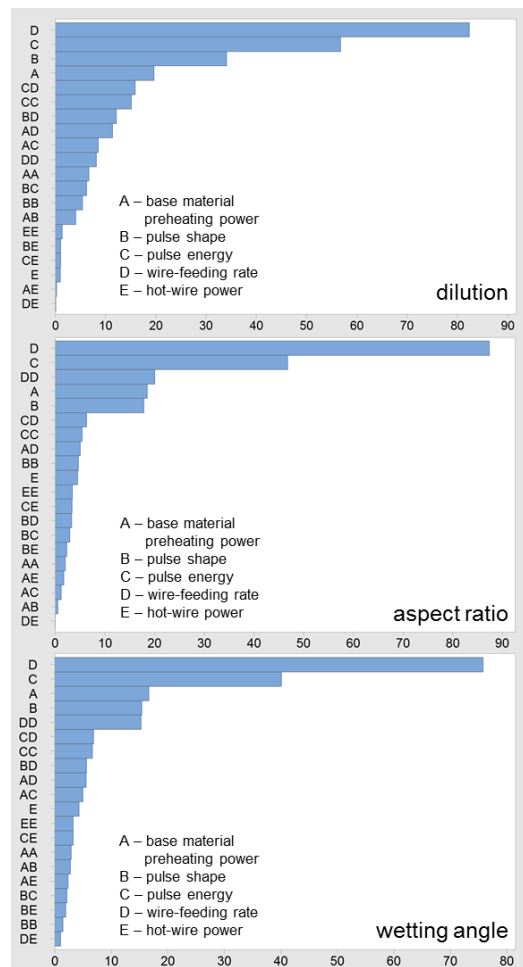 D
C
B
A
CD
CC
BD
AD
AC
DD
AA
BC
BB
AB
EE
BE
CE
E
AE
DE
A – base material
preheating power
B – pulse shape
C – pulse energy
D – wire-feeding rate
E – hot-wire power
dilution
0 10 20 30 40 50 60 70 80 90
D
C
DD
A
B
CD
CC
AD
BB
E
EE
CE
BD
BC
BE
AA
AE
AC
AB
DE
A – base material
preheating power
B – pulse shape
C – pulse energy
D – wire-feeding rate
E – hot-wire power
aspect ratio
0 10 20 30 40 50 60 70 80 90
D
C
A
B
DD
CD
CC
BD
AD
AC
E
EE
CE
AA
AB
AE
BC
BE
BB
DE
A – base material
preheating power
B – pulse shape
C – pulse energy
D – wire-feeding rate
E – hot-wire power
wetting angle
0 10 20 30 40 50 60 70 80